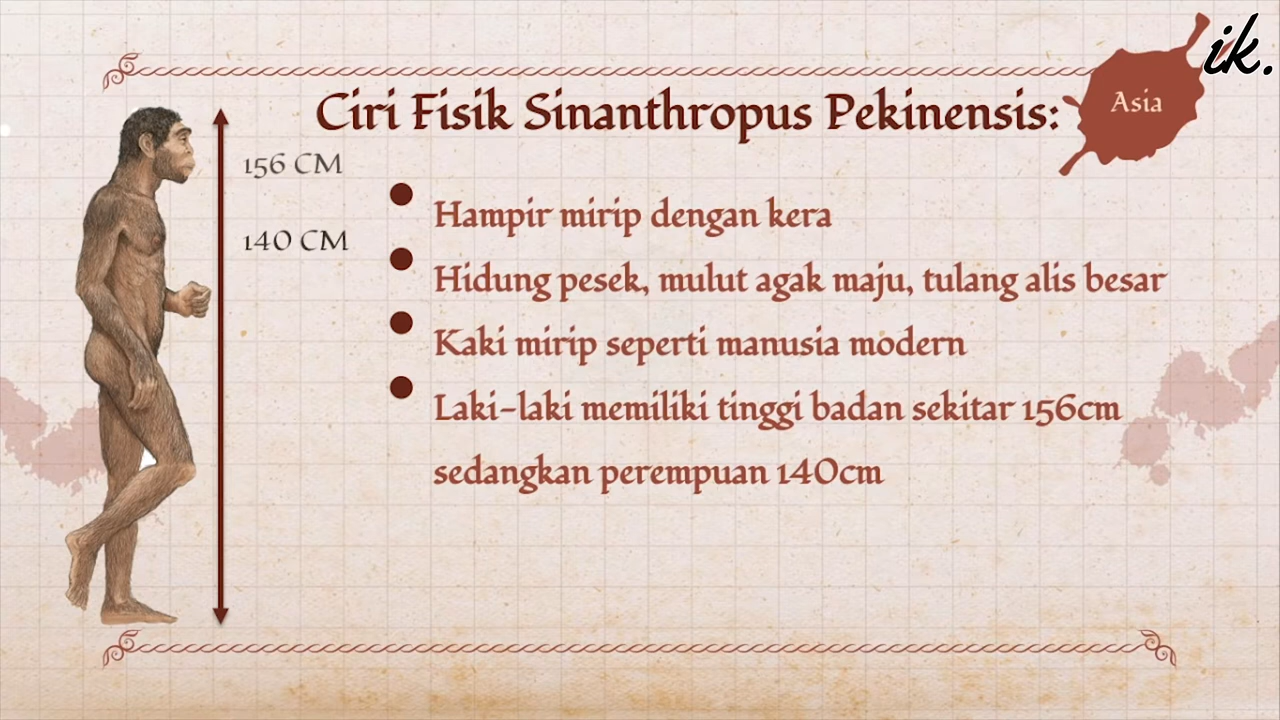 ik.
Asia
Ciri Fisik Sinanthropus Pekinensis:
156 CM
140 CM
Hampir mirip dengan kera
Hidung pesek, mulut agak maju, tulang alis besar
Kaki mirip seperti manusia modern
Laki-laki memiliki tinggi badan sekitar 156cm
sedangkan perempuan 140cm